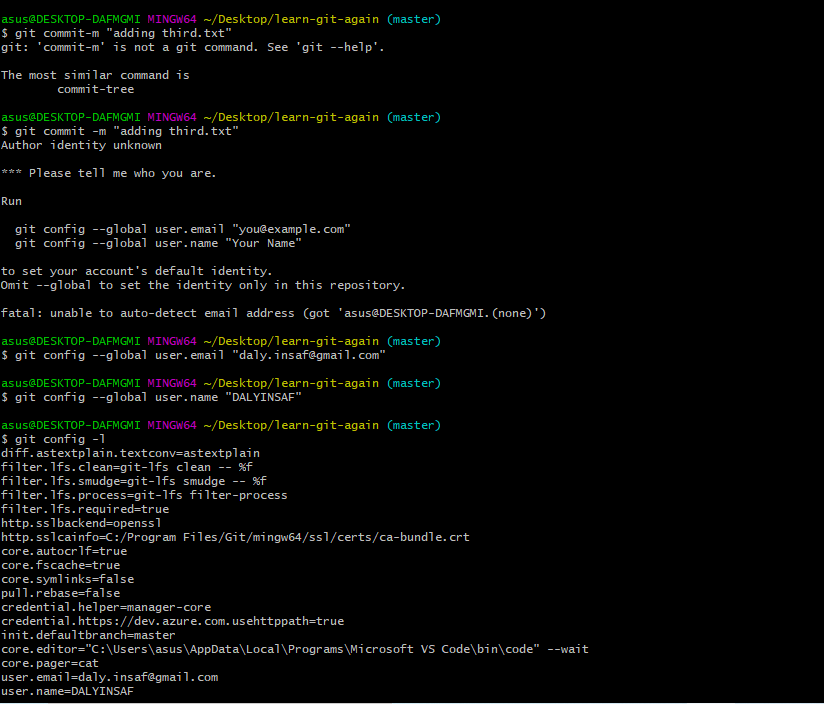 asus@DESKTOP-DAFMGMI MINGW64 ~/Desktop/learn-git-again (master)
$ git commit-m "adding third.txt"
git: 'commit-m' is not a git command. See 'git --help'.
The most similar command is
commit-tree
asus@DESKTOP-DAFMGMI MINGW64 ~/Desktop/learn-git-again (master)
$ git commit -m "adding third.txt"
Author identity unknown
*** Please tell me who you are.
Run
git config --global user.email "you@example.com"
git config --global user.name "Your Name"
to set your account's default identity.
Omit --global to set the identity only in this repository.
fatal: unable to auto-detect email address (got 'asus@DESKTOP-DAFMGMI.(none)')
asus@DESKTOP-DAFMGMI MINGW64 ~/Desktop/learn-git-again (master)
$ git config --global user.email "daly.insaf@gmail.com"
asus@DESKTOP-DAFMGMI MINGW64 ~/Desktop/learn-git-again (master)
$ git config --global user.name "DALYINSAF"
asus@DESKTOP-DAFMGMI MINGW64 ~/Desktop/learn-git-again (master)
$ git config -l
diff.astextplain.textconv=astextplain
filter.lfs.clean=git-lfs clean -- %f
filter.lfs.smudge=git-lfs smudge -- %f
filter.lfs.process=git-lfs filter-process
filter.lfs.required=true
http.sslbackend=openssl
http.sslcainfo=C:/Program Files/Git/mingw64/ssl/certs/ca-bundle.crt
core.autocrlf=true
core.fscache=true
core.symlinks=false
pull.rebase=false
credential.helper=manager-core
credential.https://dev.azure.com.usehttppath=true
init.defaultbranch=master
core.editor="C:\Users\asus\AppData\Local\Programs\Microsoft VS Code\bin\code" --wait
core.pager=cat
user.email=daly.insaf@gmail.com
user.name=DALYINSAF